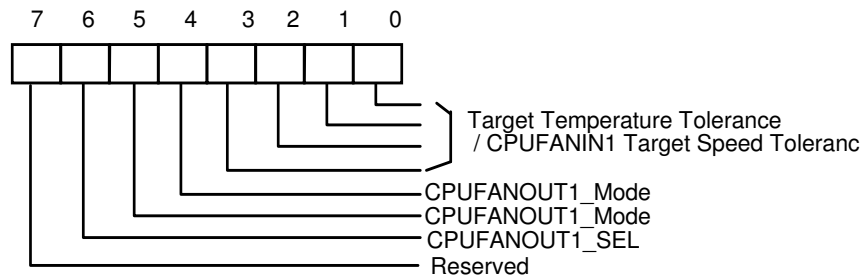 7 6 5 4 3 2 1 0
Target Temperature Tolerance
/ CPUFANIN1 Target Speed Toleranc
CPUFANOUT1_Mode
CPUFANOUT1_Mode
CPUFANOUT1_SEL
Reserved